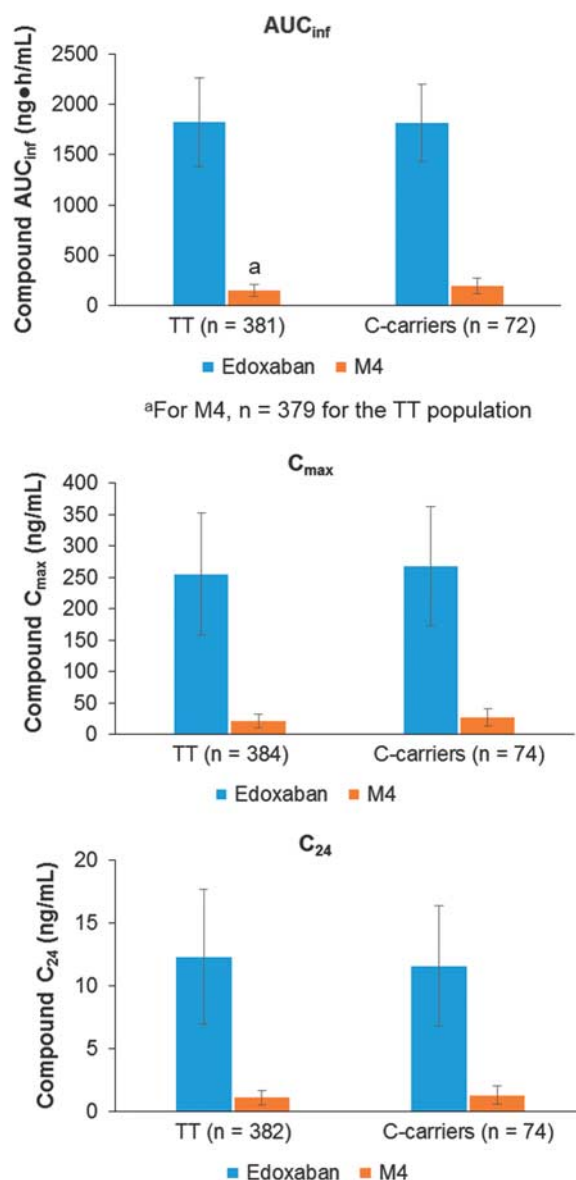 AUCinf
Compound AUCinf (ng●h/mL)
2500
2000
1500
1000
500
0
a
TT (n = 381)
C-carriers (n = 72)
Edoxaban
M4
aFor M4, n = 379 for the TT population
Cmax
Compound Cmax (ng/mL)
400
350
300
250
200
150
100
50
0
TT (n = 384)
C-carriers (n = 74)
Edoxaban
M4
C24
Compound C24 (ng/mL)
20
15
10
5
0
TT (n = 382)
C-carriers (n = 74)
Edoxaban
M4